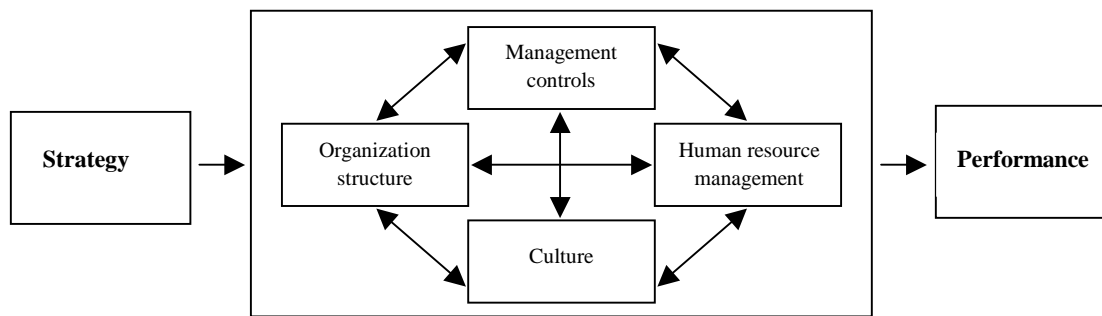 Management
controls
Strategy
Organization
structure
Human resource
management
Performance
Culture